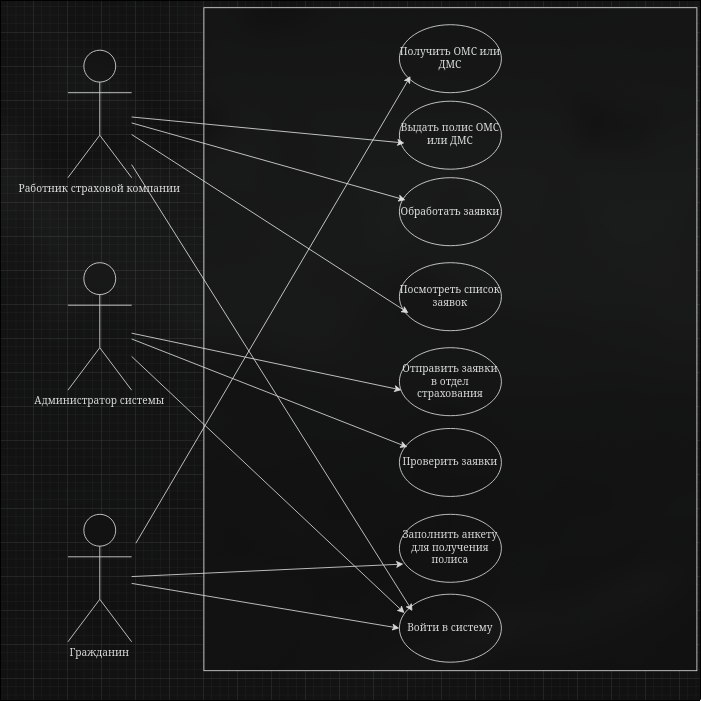 Получить ОМС или
ДМС
Выдать полис ОМС
или ДМС
Работник страховой компании
Обработать заявки
Посмотреть список
заявок
Отправить заявки
в отдел
страхования
Администратор системы
Проверить заявки
Заполнить анкету
для получения
полиса
Войти в систему
Гражданин